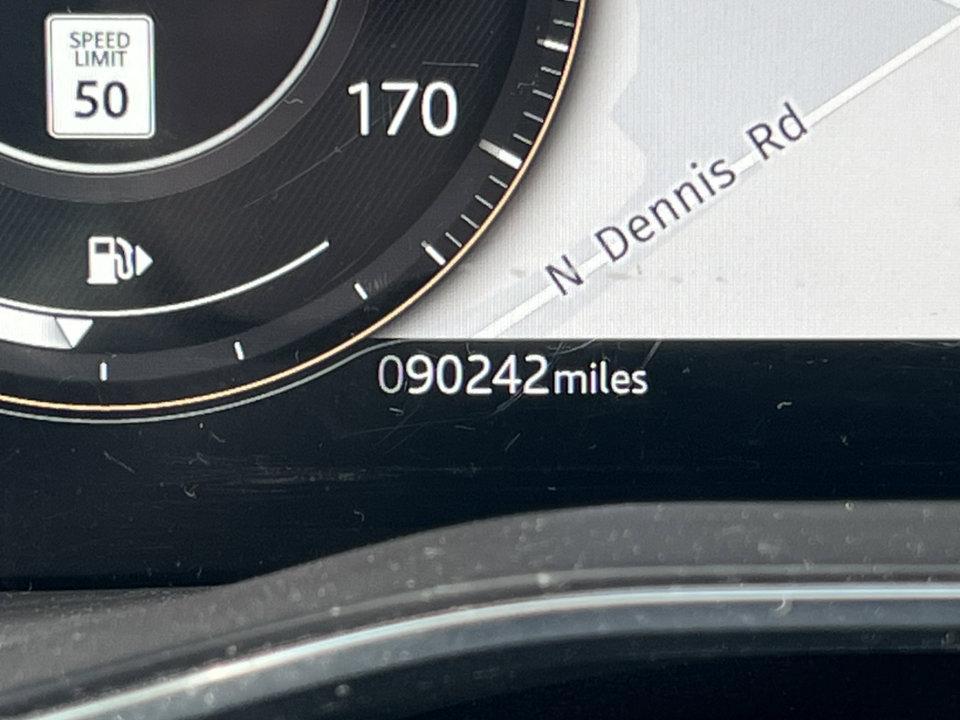 SPEED
LIMIT
50
170
N Dennis Rd
090242miles